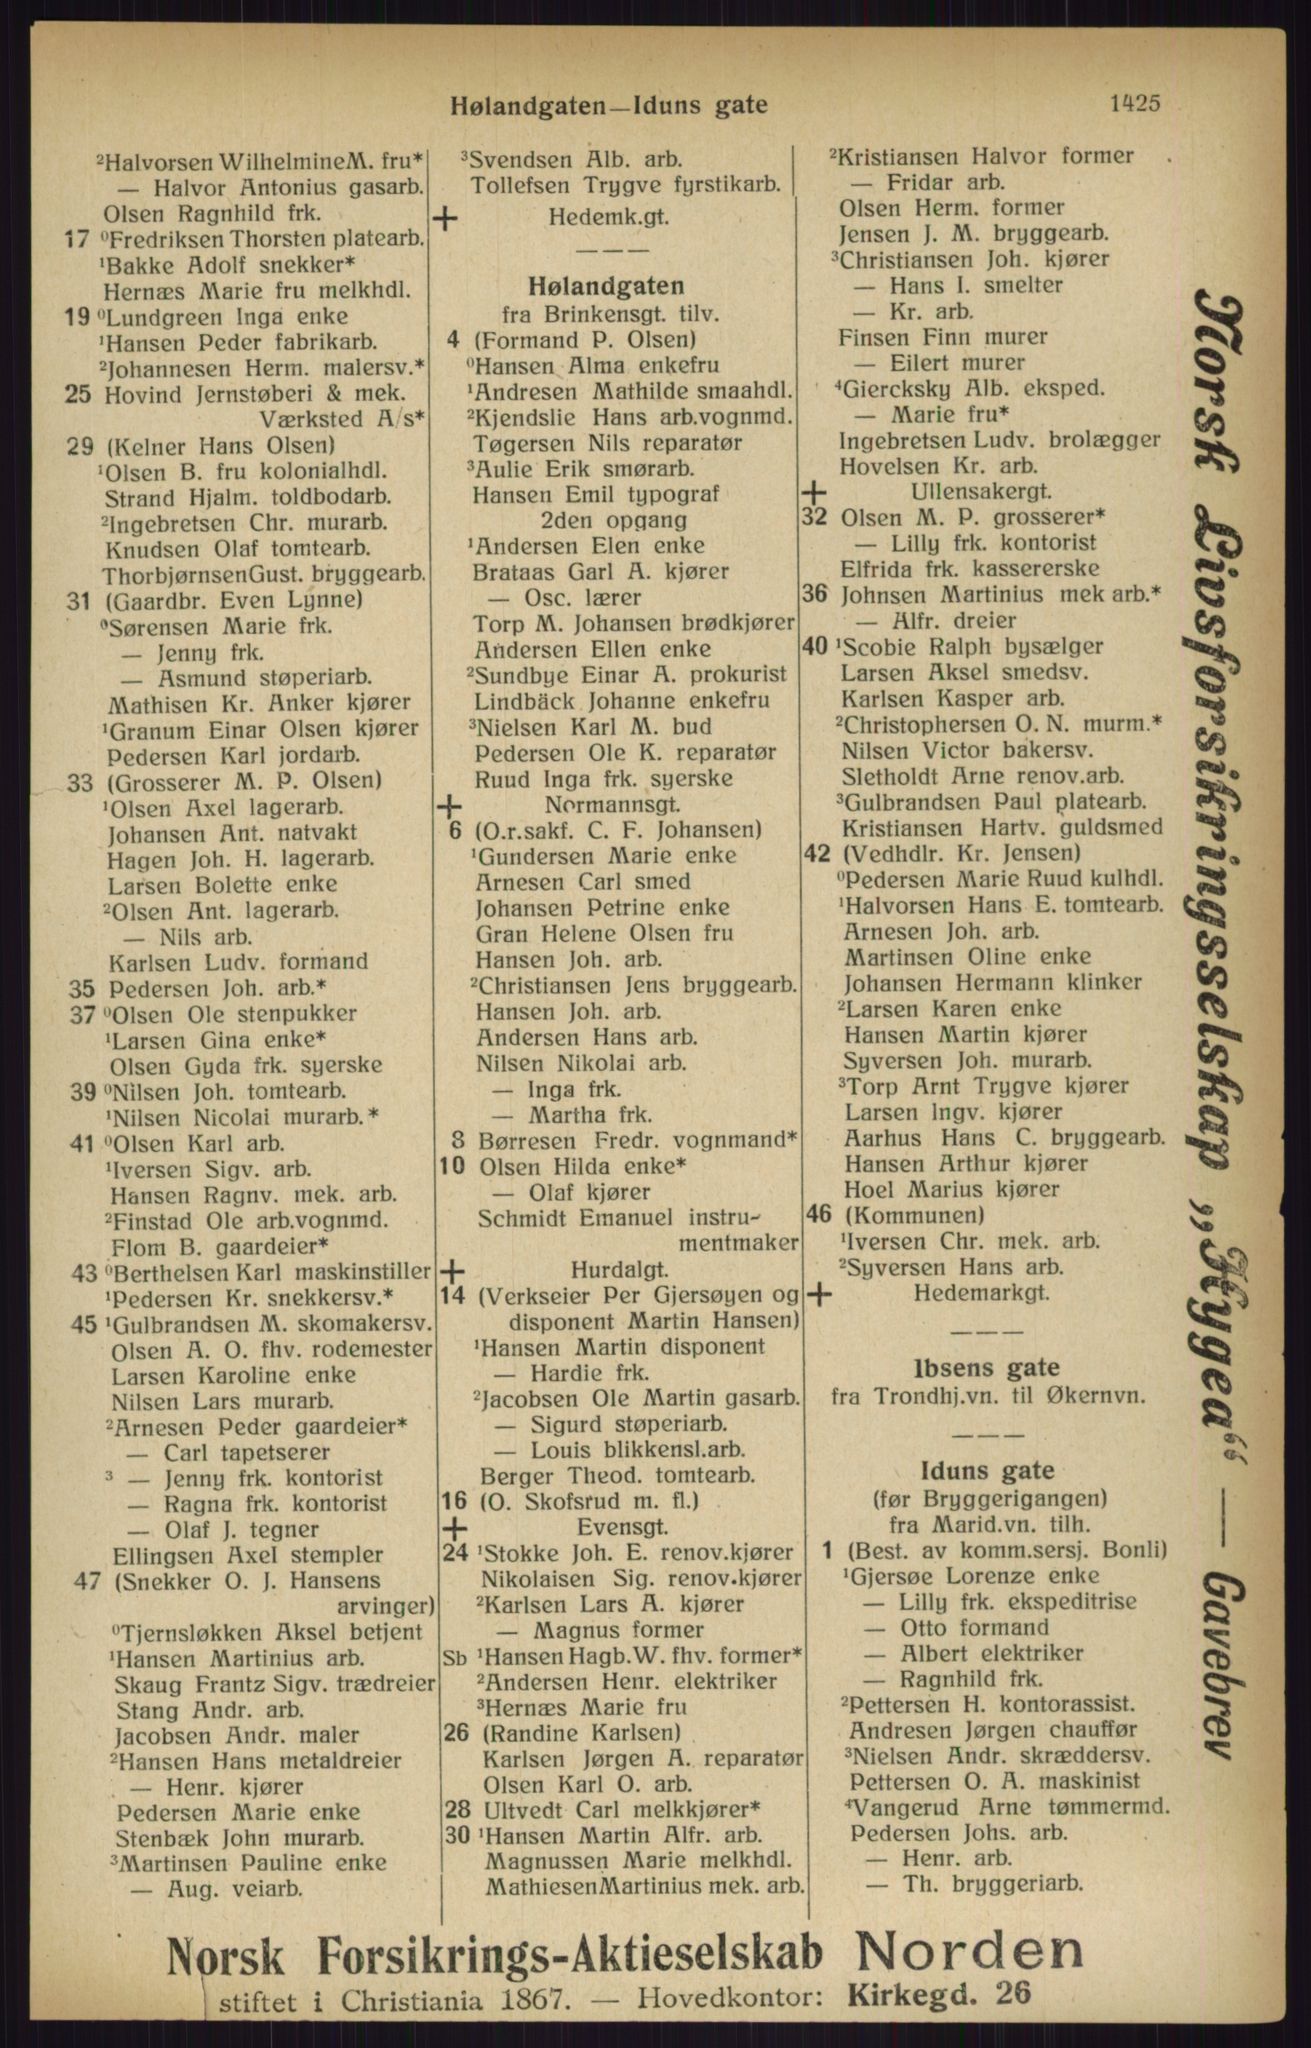 Hølandgaten—Iduns gate
1425
²Halvorsen WilhelmineM. fru*
— Halvor Antonius gasarb.
Olsen Ragnhild frk.
17 ⁰Fredriksen Thorsten platearb.
¹Bakke Adolf snekker*
Hernæs Marie fru melkhdl.
19 ⁰Lundgreen Inga enke
¹Hansen Peder fabrikarb.
²Johannesen Herm. malersv.*
25 Hovind Jernstøberi & mek.
Værksted A/s*
29 (Kelner Hans Olsen)
¹Olsen B. fru kolonialhdl.
Strand Hjalm. toldbodarb.
²Ingebretsen Chr. murarb.
Knudsen Olaf tomtearb.
ThorbjørnsenGust. bryggearb.
31 (Gaardbr. Even Lynne)
⁰Sørensen Marie frk.
— Jenny frk.
— Asmund støperiarb.
Mathisen Kr. Anker kjører
¹Granum Einar Olsen kjører
Pedersen Karl jordarb.
33 (Grosserer M. P. Olsen)
¹Olsen Axel lagerarb.
Johansen Ant. natvakt
Hagen Joh. H. lagerarb.
Larsen Bolette enke
²Olsen Ant. lagerarb.
— Nils arb.
Karlsen Ludv. formand
35 Pedersen Joh. arb.*
37 ⁰Olsen Ole stenpukker
¹Larsen Gina enke*
Olsen Gyda frk. syerske
39 ⁰Nilsen Joh. tomtearb.
¹Nilsen Nicolai murarb.*
41 ⁰Olsen Karl arb.
¹Iversen Sigv. arb.
Hansen Ragnv. mek. arb.
²Finstad Ole arb.vognmd.
Flom B. gaardeier*
43 ⁰Berthelsen Karl maskinstiller
¹Pedersen Kr. snekkersv.*
45 ¹Gulbrandsen M. skomakersv.
Olsen A. O. fhv. rodemester
Larsen Karoline enke
Nilsen Lars murarb.
²Arnesen Peder gaardeier*
— Carl tapetserer
³ — Jenny frk. kontorist
— Ragna frk. kontorist
— Olaf J. tegner
Ellingsen Axel stempler
47 (Snekker O. J. Hansens
arvinger)
⁰Tjernsløkken Aksel betjent
¹Hansen Martinius arb.
Skaug Frantz Sigv. trædreier
Stang Andr. arb.
Jacobsen Andr. maler
²Hansen Hans metaldreier
— Henr. kjører
Pedersen Marie enke
Stenbæk John murarb.
³Martinsen Pauline enke
— Aug. veiarb.
³Svendsen Alb. arb.
Tollefsen Trygve fyrstikarb.
+ Hedemk.gt.
— — —
Hølandgaten
fra Brinkensgt. tilv.
4 (Formand P. Olsen)
⁰Hansen Alma enkefru
¹Andresen Mathilde smaahdl.
²Kjendslie Hans arb.vognmd.
Tøgersen Nils reparatør
³Aulie Erik smørarb.
Hansen Emil typograf
2den opgang
¹Andersen Elen enke
Brataas Garl A. kjører
— Osc. lærer
Torp M. Johansen brødkjører
Andersen Ellen enke
²Sundbye Einar A. prokurist
Lindbäck Johanne enkefru
³Nielsen Karl M. bud
Pedersen Ole K. reparatør
Ruud Inga frk. syerske
+ Normannsgt.
6 (O.r.sakf. C. F. Johansen)
¹Gundersen Marie enke
Arnesen Carl smed
Johansen Petrine enke
Gran Helene Olsen fru
Hansen Joh. arb.
²Christiansen Jens bryggearb.
Hansen Joh. arb.
Andersen Hans arb.
Nilsen Nikolai arb.
— Inga frk.
— Martha frk.
8 Børresen Fredr. vognmand*
10 Olsen Hilda enke*
— Olaf kjører
Schmidt Emanuel instru-
mentmaker
+ Hurdalgt.
14 (Verkseier Per Gjersøyen og
disponent Martin Hansen)
¹Hansen Martin disponent
— Hardie frk.
²Jacobsen Ole Martin gasarb.
— Sigurd støperiarb.
— Louis blikkensl.arb.
Berger Theod. tomtearb.
16 (O. Skofsrud m. fl.)
+ Evensgt.
24 ¹Stokke Joh. E. renov.kjører
Nikolaisen Sig. renov.kjører
²Karlsen Lars A. kjører
— Magnus former
Sb ¹Hansen Hagb.W. fhv. former*
²Andersen Henr. elektriker
³Hernæs Marie fru
26 (Randine Karlsen)
Karlsen Jørgen A. reparatør
Olsen Karl O. arb.
28 Ultvedt Carl melkkjører*
30 ¹Hansen Martin Alfr. arb.
Magnussen Marie melkhdl.
MathiesenMartinius mek. arb.
²Kristiansen Halvor former
— Fridar arb.
Olsen Herm. former
Jensen J. M. bryggearb.
³Christiansen Joh. kjører
— Hans I. smelter
— Kr. arb.
Finsen Finn murer
— Eilert murer
⁴Giercksky Alb. eksped.
— Marie fru*
Ingebretsen Ludv. brolægger
Hovelsen Kr. arb.
+ Ullensakergt.
32 Olsen M. P. grosserer*
— Lilly frk. kontorist
Elfrida frk. kassererske
36 Johnsen Martinius mek arb.*
— Alfr. dreier
40 ¹Scobie Ralph bysælger
Larsen Aksel smedsv.
Karlsen Kasper arb.
²Christophersen O. N. murm.*
Nilsen Victor bakersv.
Sletholdt Arne renov.arb.
³Gulbrandsen Paul platearb.
Kristiansen Hartv. guldsmed
42 (Vedhdlr. Kr. Jensen)
⁰Pedersen Marie Ruud kulhdl.
¹Halvorsen Hans E. tomtearb.
Arnesen Joh. arb.
Martinsen Oline enke
Johansen Hermann klinker
²Larsen Karen enke
Hansen Martin kjører
Syversen Joh. murarb.
³Torp Arnt Trygve kjører
Larsen Ingv. kjører
Aarhus Hans C. bryggearb.
Hansen Arthur kjører
Hoel Marius kjører
46 (Kommunen)
¹Iversen Chr. mek. arb.
²Syversen Hans arb.
+ Hedemarkgt.
— — —
Ibsens gate
fra Trondhj.vn. til Økernvn.
— — —
Iduns gate
(før Bryggerigangen)
fra Marid.vn. tilh.
1 (Best. av komm.sersj. Bonli)
¹Gjersøe Lorenze enke
— Lilly frk. ekspeditrise
— Otto formand
— Albert elektriker
— Ragnhild frk.
²Pettersen H. kontorassist.
Andresen Jørgen chauffør
³Nielsen Andr. skræddersv.
Pettersen O. A. maskinist
⁴Vangerud Arne tømmermd.
Pedersen Johs. arb.
— Henr. arb.
— Th. bryggeriarb.
Norsk Livsforsikringsselskap „Hygea“ — Gavebrev
Norsk Forsikrings-Aktieselskab Norden
stiftet i Christiania 1867. — Hovedkontor: Kirkegd. 26